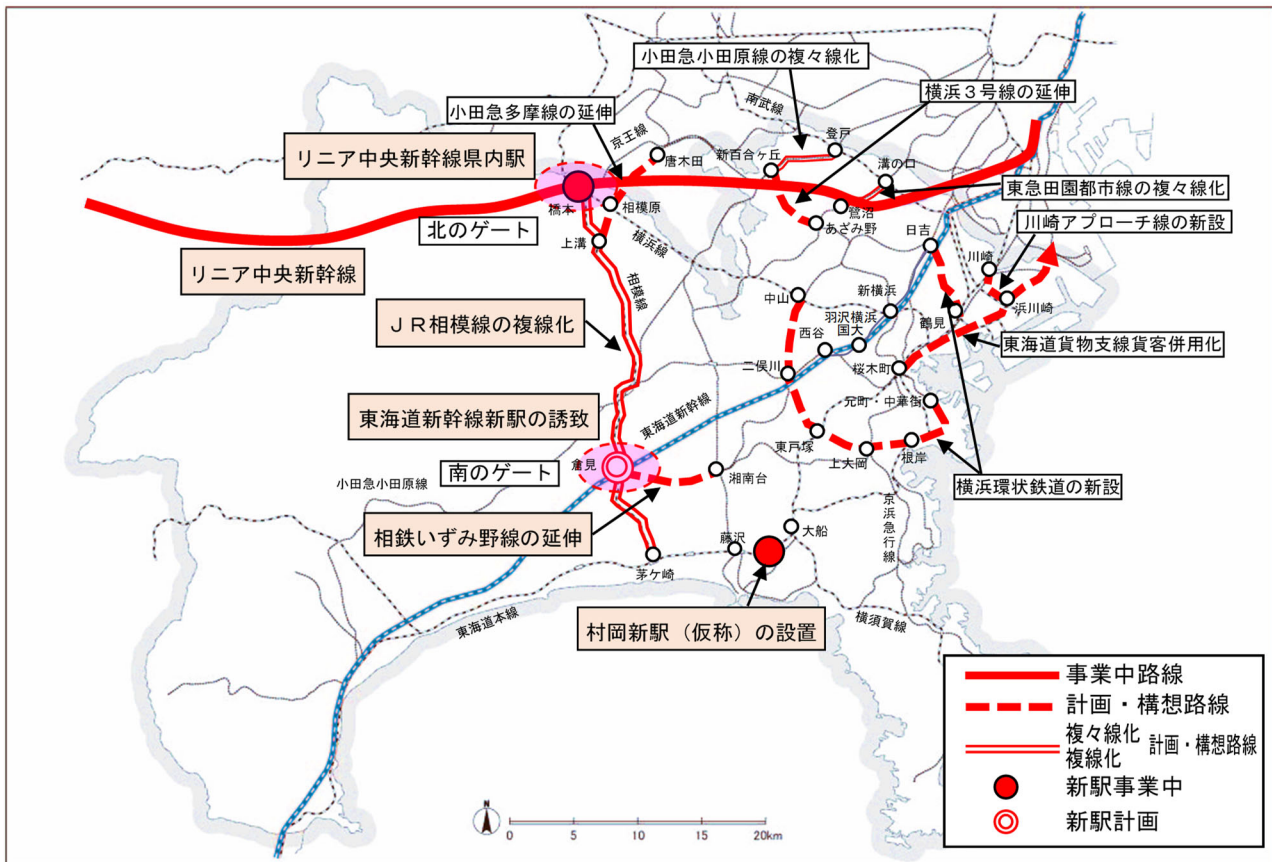 小田急小田原線の複々線化
南武線
横浜３号線の延伸
小田急多摩線の延伸
京王線
登戸
リニア中央新幹線県内駅
唐木田
新百合ヶ丘
溝の口
東急田園都市線の複々線化
橋本
相模原
鷺沼
あざみ野
川崎アプローチ線の新設
北のゲート
上溝
横浜線
日吉
川崎
リニア中央新幹線
相模線
中山
新横浜
浜川崎
ＪＲ相模線の複線化
羽沢横浜
国大
西谷
鶴見
東海道貨物支線貨客併用化
二俣川
桜木町
東海道新幹線新駅の誘致
東海道新幹線
元町・中華街
東戸塚
上大岡
根岸
倉見
南のゲート
湘南台
横浜環状鉄道の新設
小田急小田原線
京浜急行線
相鉄いずみ野線の延伸
藤沢
大船
茅ケ崎
東海道本線
村岡新駅（仮称）の設置
横須賀線
事業中路線
計画・構想路線
複々線化
複線化
計画・構想路線
新駅事業中
新駅計画
N
0 5 10 15 20km